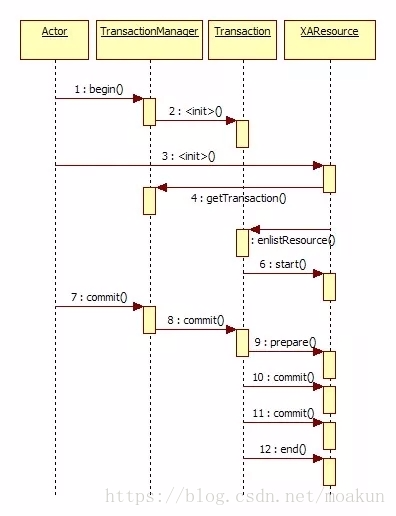 Actor TransactionManager Transaction XAResource
1 : begin()
2 : <init>()
3 : <init>()
4 : getTransaction()
: enlistResource()
6 : start()
7 : commit()
8 : commit()
9 : prepare()
10 : commit()
11 : commit()
12 : end()
https://blog.csdn.net/moakun